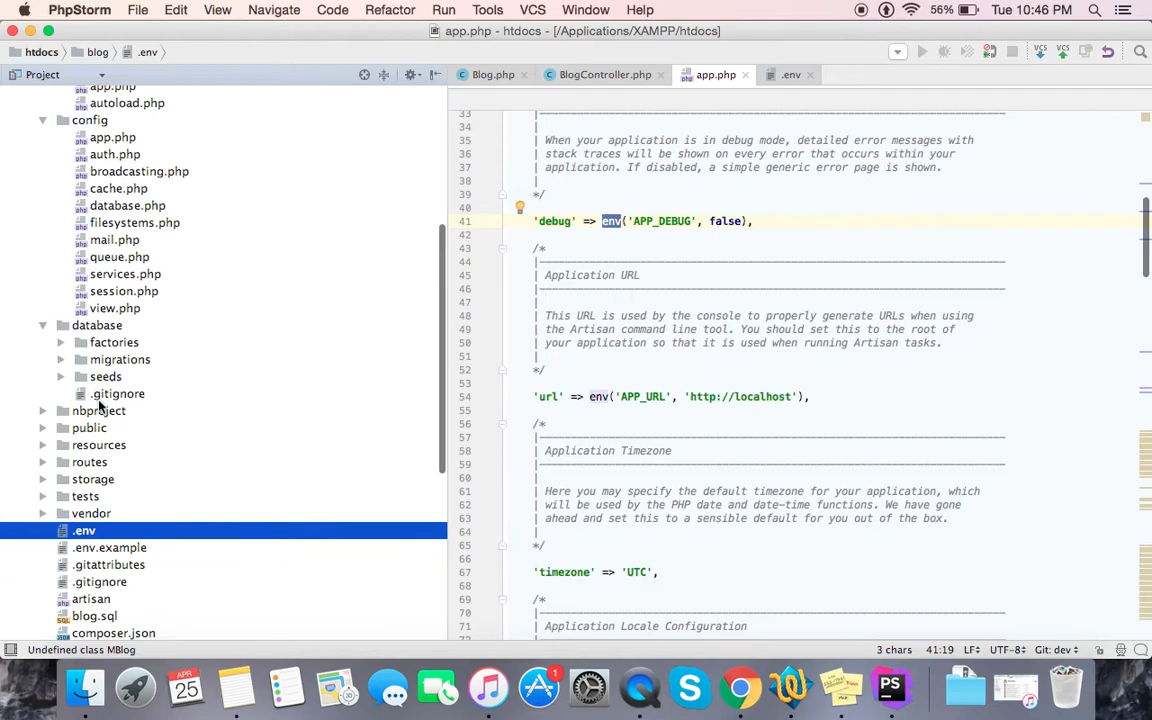 PhpStorm File Edit View Navigate Code Refactor Run Tools VCS Window Help 56% Tue 10:46 PM
app.php - htdocs - [/Applications/XAMPP/htdocs]
htdocs blog .env
Project
Blog.php BlogController.php app.php .env
app.php
autoload.php
config
app.php
auth.php
broadcasting.php
cache.php
database.php
filesystems.php
mail.php
queue.php
services.php
session.php
view.php
database
factories
migrations
seeds
.gitignore
nbproject
public
resources
routes
storage
tests
vendor
.env
.env.example
.gitattributes
.gitignore
artisan
blog.sql
composer.json
33 |--------------------------------------------------------------------------
34 |
35 | When your application is in debug mode, detailed error messages with
36 | stack traces will be shown on every error that occurs within your
37 | application. If disabled, a simple generic error page is shown.
38 |
39 */
40
41 'debug' => env('APP_DEBUG', false),
42
43 /*
44 |--------------------------------------------------------------------------
45 | Application URL
46 |--------------------------------------------------------------------------
47 |
48 | This URL is used by the console to properly generate URLs when using
49 | the Artisan command line tool. You should set this to the root of
50 | your application so that it is used when running Artisan tasks.
51 |
52 */
53
54 'url' => env('APP_URL', 'http://localhost'),
55
56 /*
57 |--------------------------------------------------------------------------
58 | Application Timezone
59 |--------------------------------------------------------------------------
60 |
61 | Here you may specify the default timezone for your application, which
62 | will be used by the PHP date and date-time functions. We have gone
63 | ahead and set this to a sensible default for you out of the box.
64 |
65 */
66
67 'timezone' => 'UTC',
68
69 /*
70 |--------------------------------------------------------------------------
71 | Application Locale Configuration
Undefined class MBlog 3 chars 41:19 LF÷ UTF-8÷ Git: dev÷
APR
25
1
PS